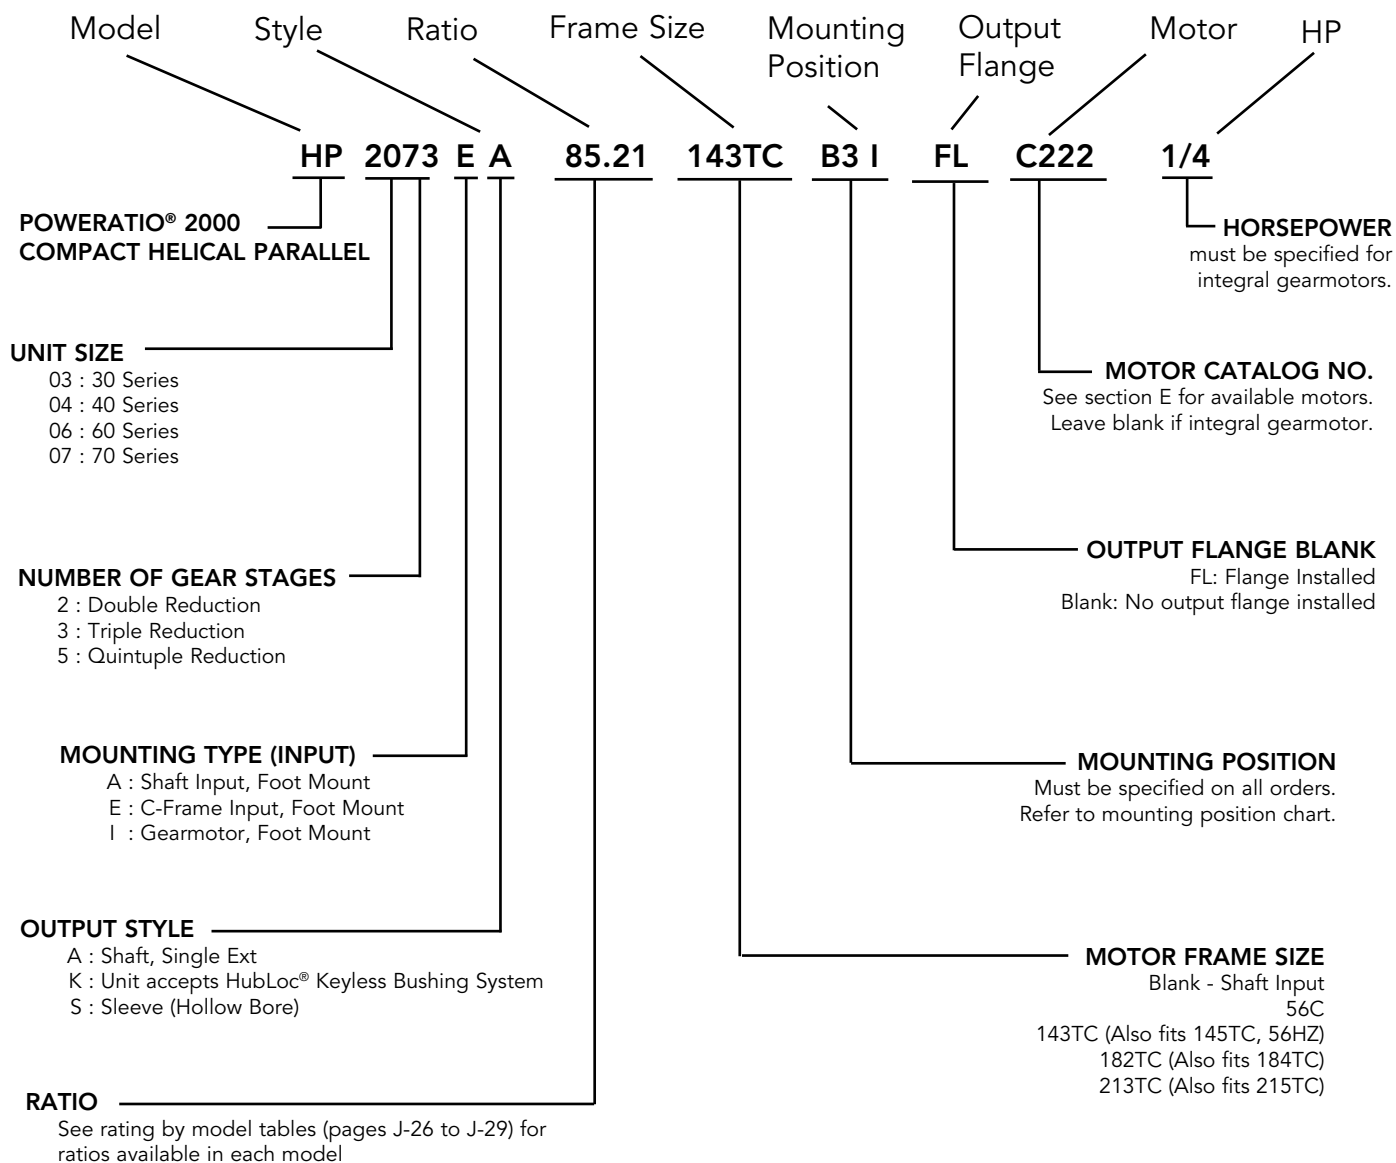 Model Style Ratio Frame Size Mounting Position Output Flange Motor HP
HP 2073 E A 85.21 143TC B3 I FL C222 1/4
POWERATIO® 2000
COMPACT HELICAL PARALLEL
HORSEPOWER
must be specified for
integral gearmotors.
UNIT SIZE
03 : 30 Series
04 : 40 Series
06 : 60 Series
07 : 70 Series
MOTOR CATALOG NO.
See section E for available motors.
Leave blank if integral gearmotor.
NUMBER OF GEAR STAGES
2 : Double Reduction
3 : Triple Reduction
5 : Quintuple Reduction
OUTPUT FLANGE BLANK
FL: Flange Installed
Blank: No output flange installed
MOUNTING TYPE (INPUT)
A : Shaft Input, Foot Mount
E : C-Frame Input, Foot Mount
I : Gearmotor, Foot Mount
MOUNTING POSITION
Must be specified on all orders.
Refer to mounting position chart.
OUTPUT STYLE
A : Shaft, Single Ext
K : Unit accepts HubLoc® Keyless Bushing System
S : Sleeve (Hollow Bore)
MOTOR FRAME SIZE
Blank - Shaft Input
56C
143TC (Also fits 145TC, 56HZ)
182TC (Also fits 184TC)
213TC (Also fits 215TC)
RATIO
See rating by model tables (pages J-26 to J-29) for
ratios available in each model